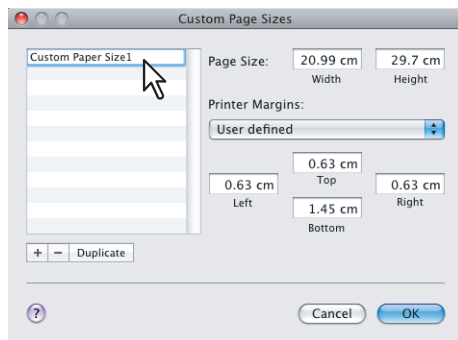 Custom Page Sizes
Custom Paper Size1
Page Size:
20.99 cm
29.7 cm
Width
Height
Printer Margins:
User defined
0.63 cm
Top
0.63 cm
0.63 cm
Left
Right
1.45 cm
Bottom
+ − Duplicate
?
Cancel
OK